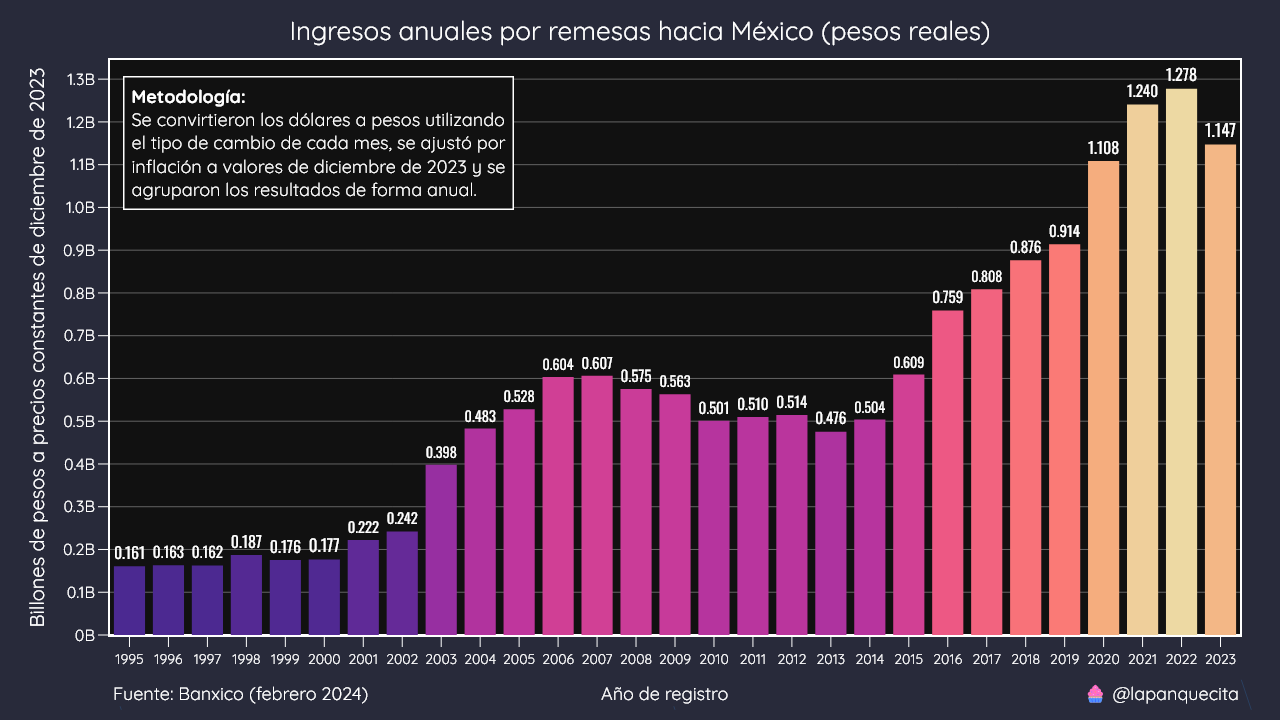 Ingresos anuales por remesas hacia México (pesos reales)
Billones de pesos a precios constantes de diciembre de 2023
1.3B
1.2B
1.1B
1.0B
0.9B
0.8B
0.7B
0.6B
0.5B
0.4B
0.3B
0.2B
0.1B
0B
Metodología:
Se convirtieron los dólares a pesos utilizando
el tipo de cambio de cada mes, se ajustó por
inflación a valores de diciembre de 2023 y se
agruparon los resultados de forma anual.
0.161 0.163 0.162 0.187 0.176 0.177 0.222 0.242 0.398 0.483 0.528 0.604 0.607 0.575 0.563 0.501 0.510 0.514 0.476 0.504 0.609 0.759 0.808 0.876 0.914 1.108 1.240 1.278 1.147
1995 1996 1997 1998 1999 2000 2001 2002 2003 2004 2005 2006 2007 2008 2009 2010 2011 2012 2013 2014 2015 2016 2017 2018 2019 2020 2021 2022 2023
Fuente: Banxico (febrero 2024)
Año de registro
@lapanquecita